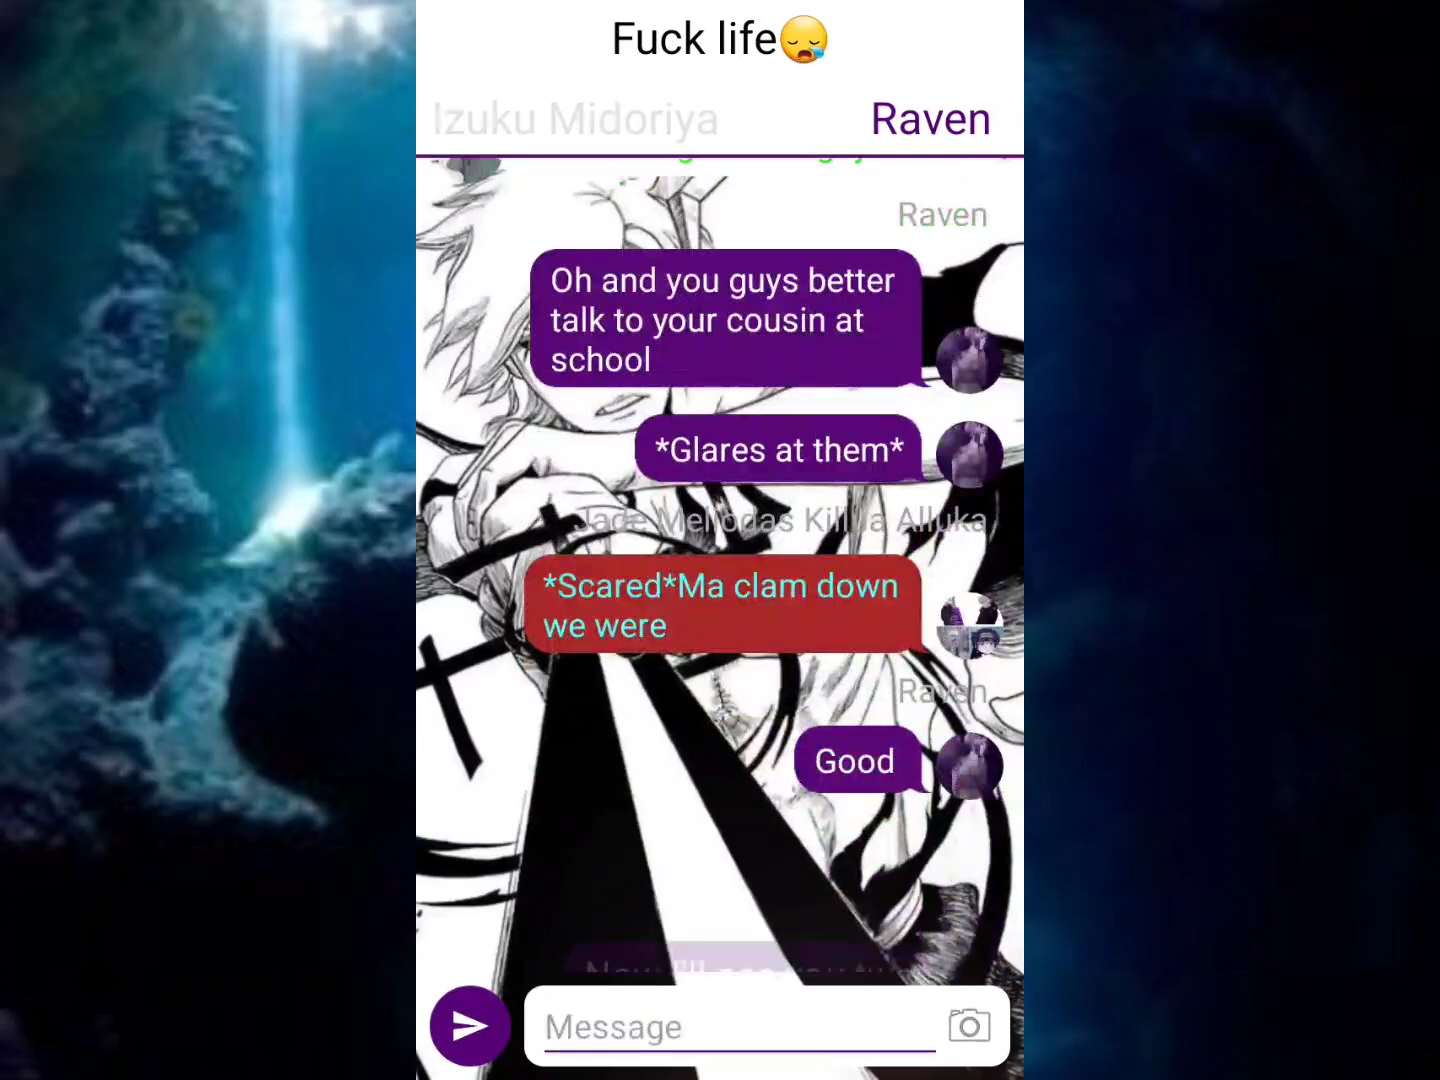 Fuck life😪
Izuku Midoriya Raven
Raven
Oh and you guys better
talk to your cousin at
school
*Glares at them*
Jade Meliodas Killua Alluka
*Scared*Ma clam down
we were
Raven
Good
Message